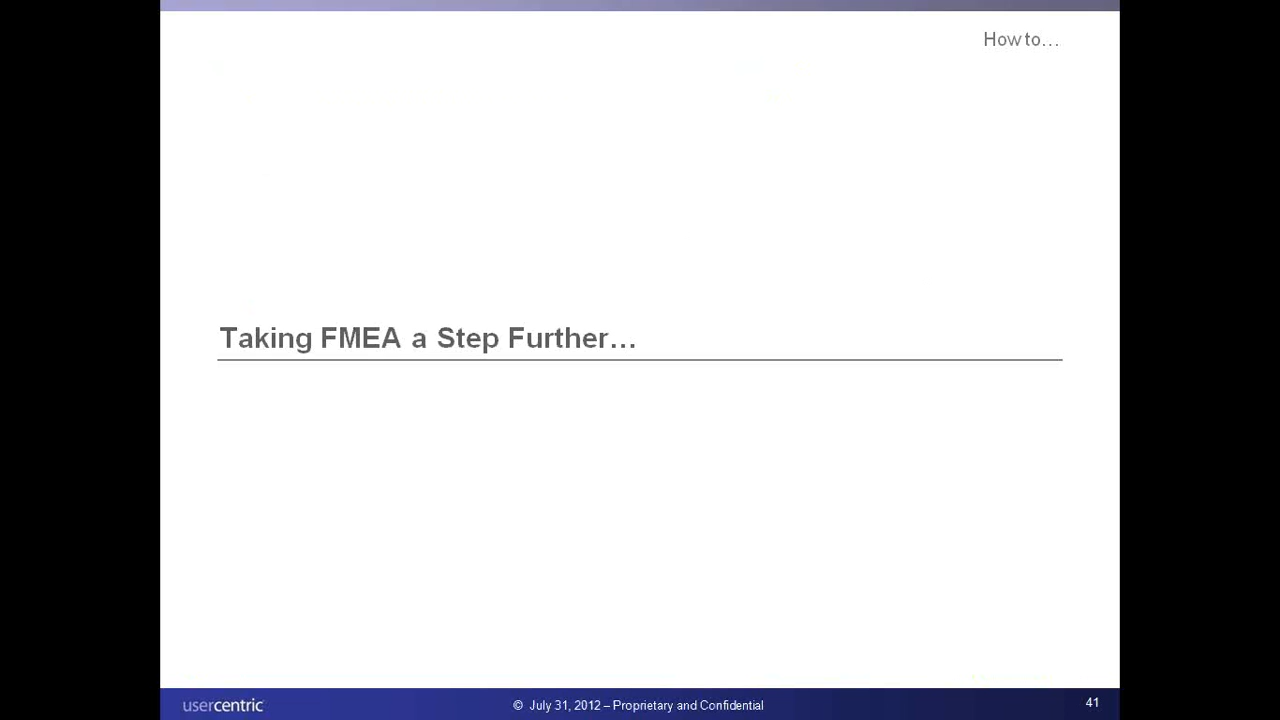 How to...
Taking FMEA a Step Further...
usercentric
© July 31, 2012 – Proprietary and Confidential
41